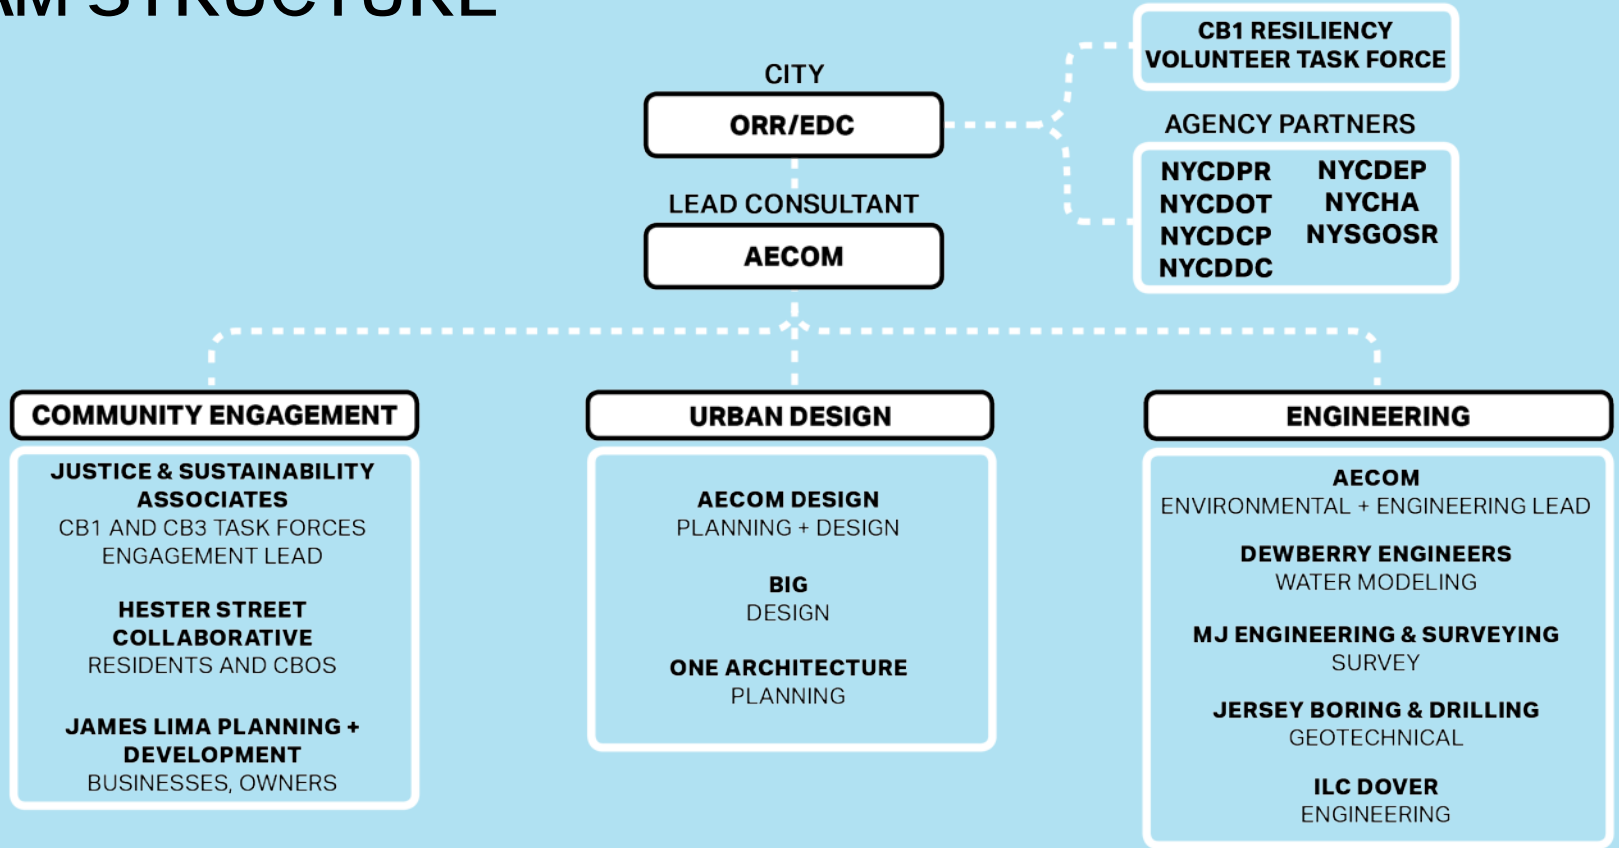 STRUCTURE
CITY
ORR/EDC
CB1 RESILIENCY
VOLUNTEER TASK FORCE
AGENCY PARTNERS
NYCDPR
NYCDOT
NYCDCP
NYCDDC
NYCDEP
NYCHA
NYSGOSR
LEAD CONSULTANT
AECOM
COMMUNITY ENGAGEMENT
JUSTICE & SUSTAINABILITY
ASSOCIATES
CB1 AND CB3 TASK FORCES
ENGAGEMENT LEAD
HESTER STREET
COLLABORATIVE
RESIDENTS AND CBOS
JAMES LIMA PLANNING +
DEVELOPMENT
BUSINESSES, OWNERS
URBAN DESIGN
AECOM DESIGN
PLANNING + DESIGN
BIG
DESIGN
ONE ARCHITECTURE
PLANNING
ENGINEERING
AECOM
ENVIRONMENTAL + ENGINEERING LEAD
DEWBERRY ENGINEERS
WATER MODELING
MJ ENGINEERING & SURVEYING
SURVEY
JERSEY BORING & DRILLING
GEOTECHNICAL
ILC DOVER
ENGINEERING